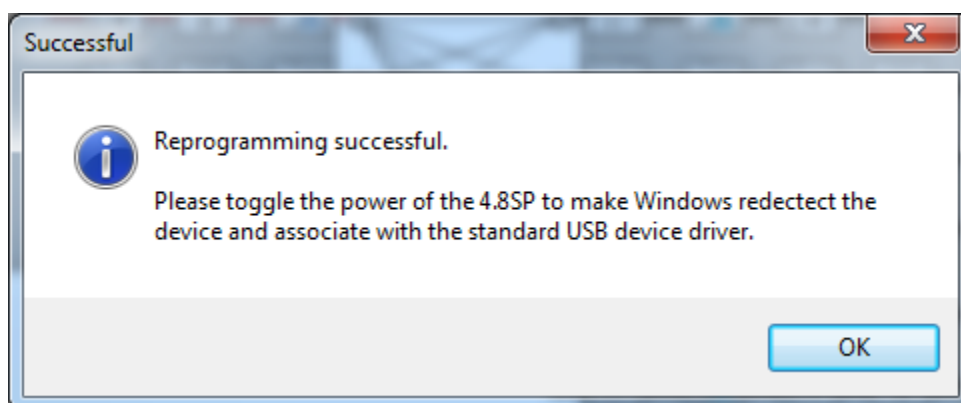 Successful
Reprogramming successful.
Please toggle the power of the 4.8SP to make Windows redectect the
device and associate with the standard USB device driver.
OK